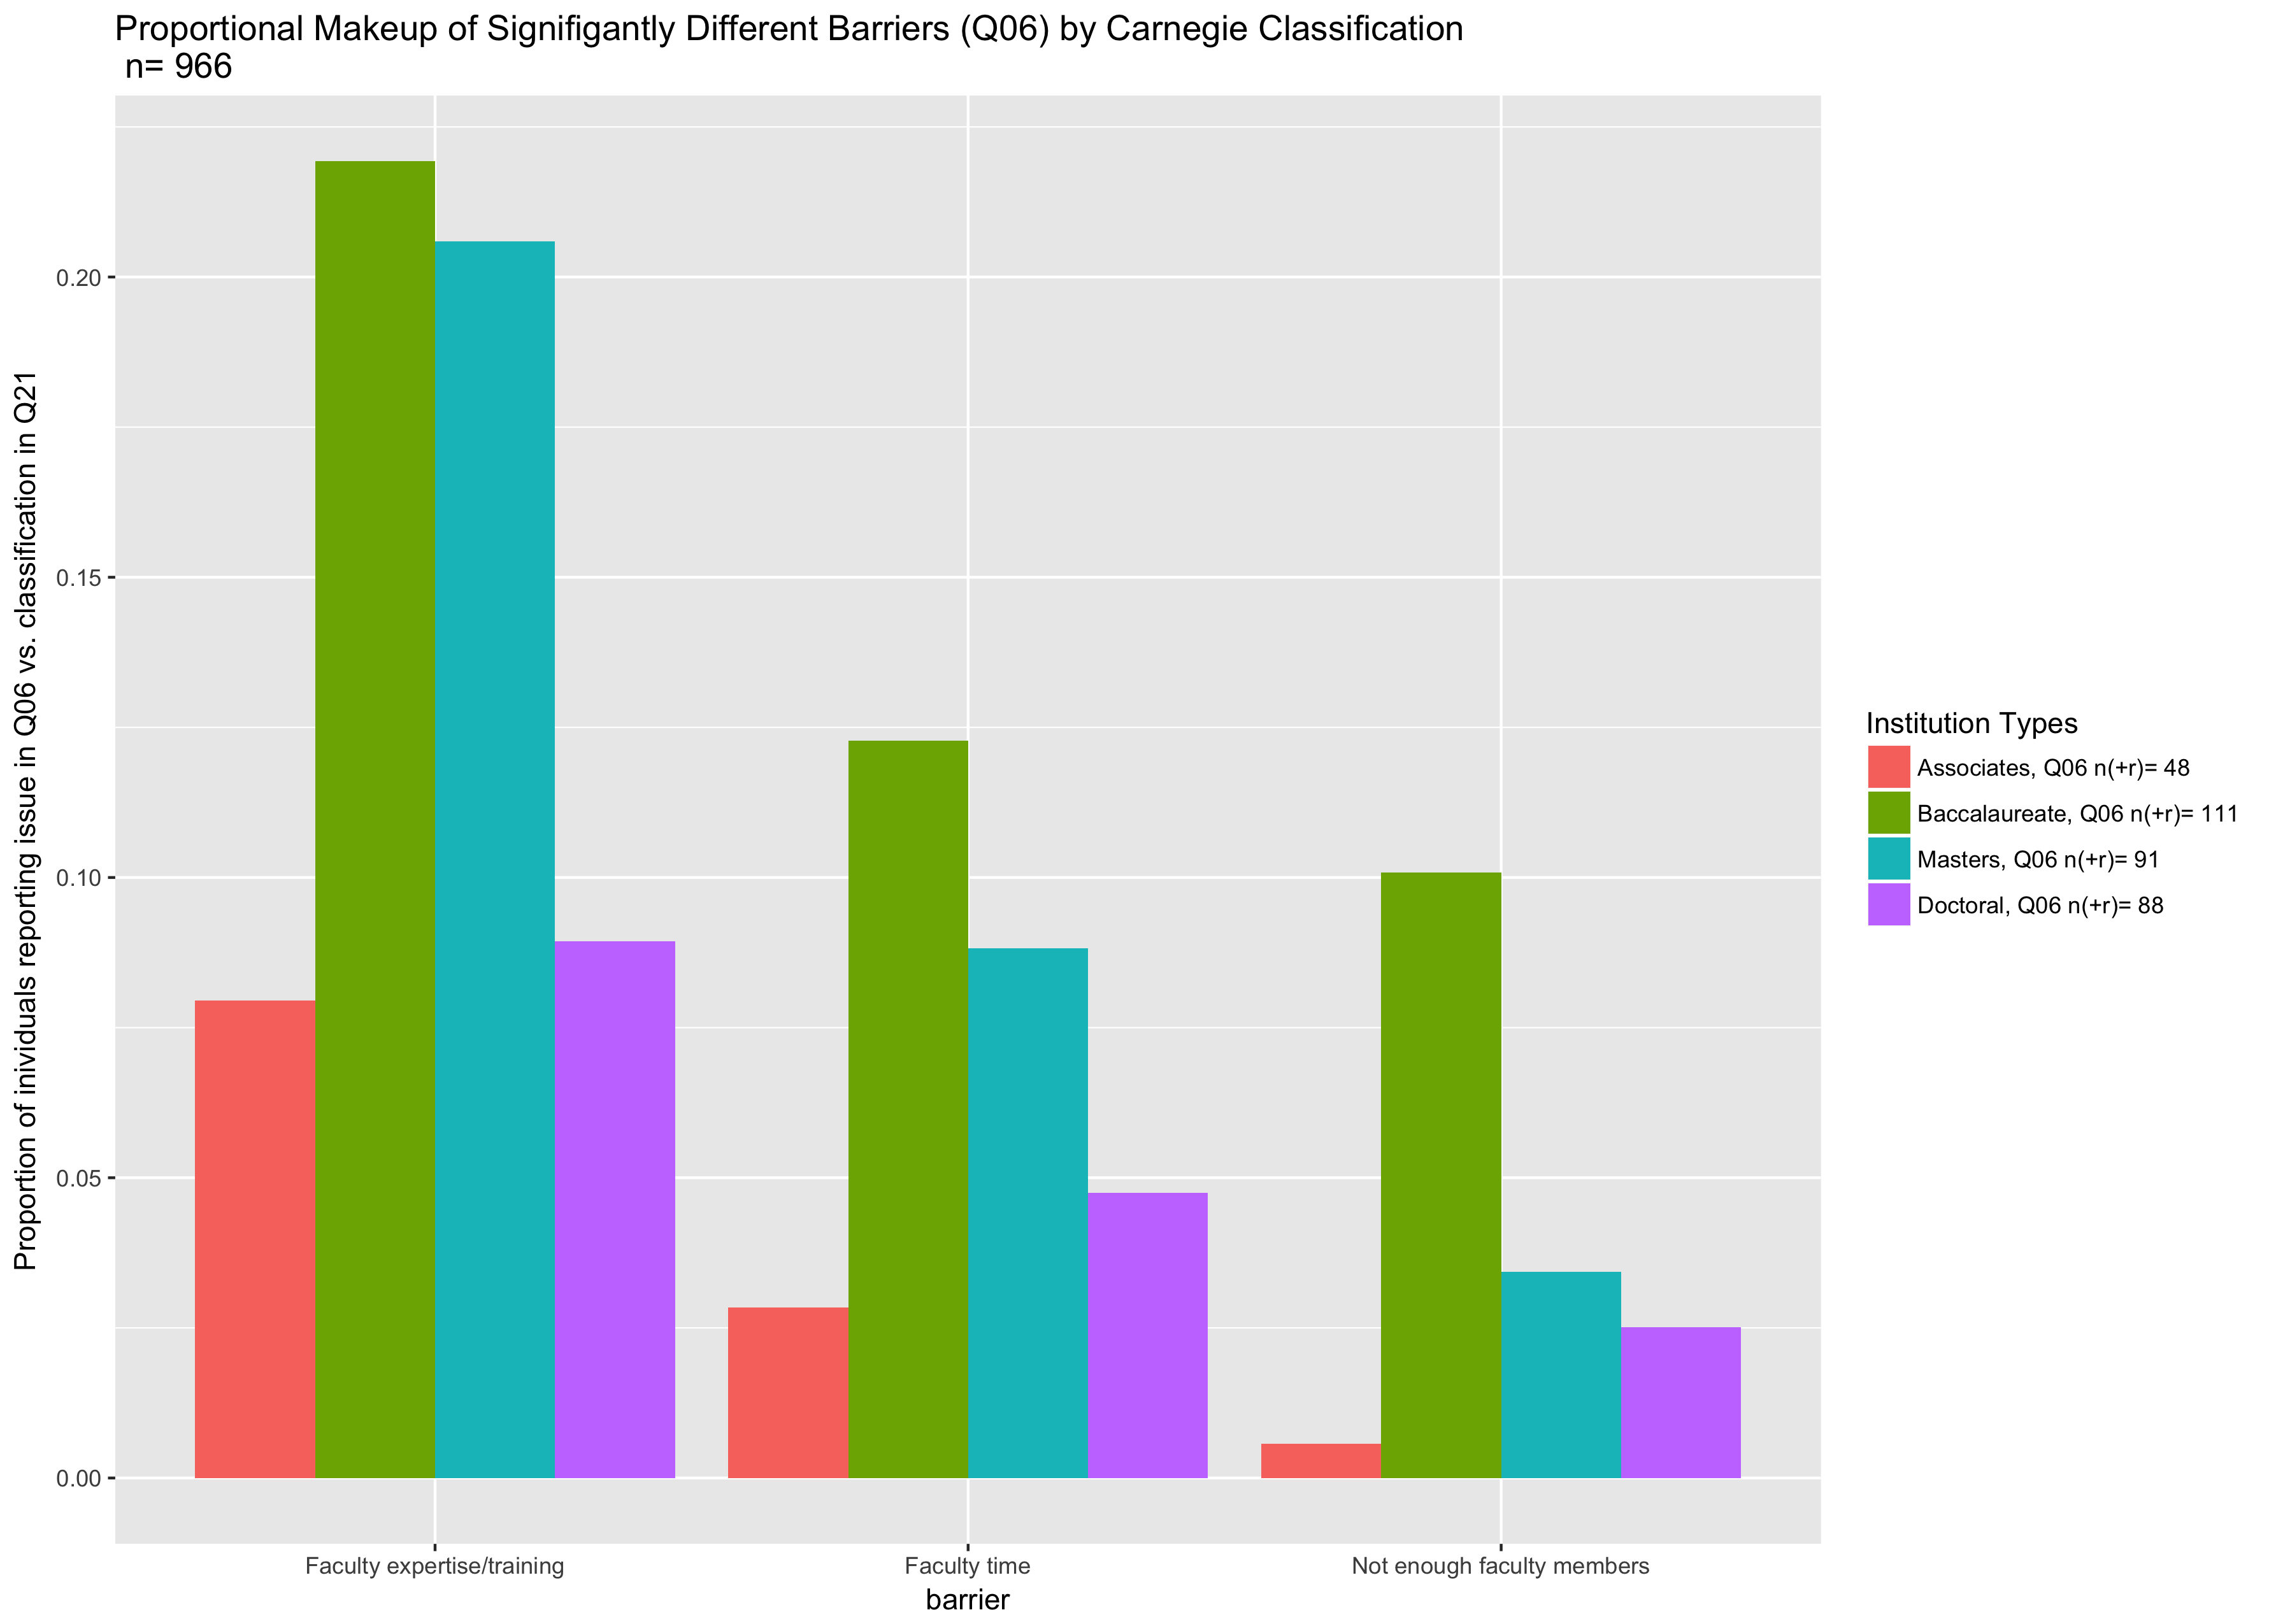 Proportional Makeup of Signifigantly Different Barriers (Q06) by Carnegie Classification
n= 966
Proportion of inividuals reporting issue in Q06 vs. classification in Q21
0.20
0.15
0.10
0.05
0.00
Faculty expertise/training
Faculty time
Not enough faculty members
barrier
Institution Types
Associates, Q06 n(+r)= 48
Baccalaureate, Q06 n(+r)= 111
Masters, Q06 n(+r)= 91
Doctoral, Q06 n(+r)= 88